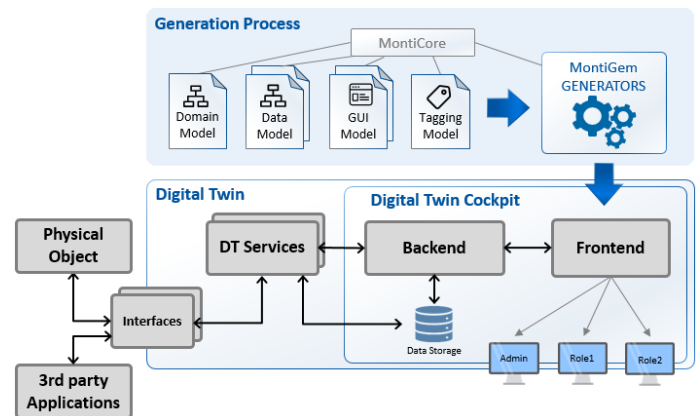 Generation Process
MontiCore
MontiGem
GENERATORS
Domain
Model
Data
Model
GUI
Model
Tagging
Model
Digital Twin
Digital Twin Cockpit
Physical
Object
DT Services
Backend
Frontend
Interfaces
Data Storage
Admin
Role1
Role2
3rd party
Applications